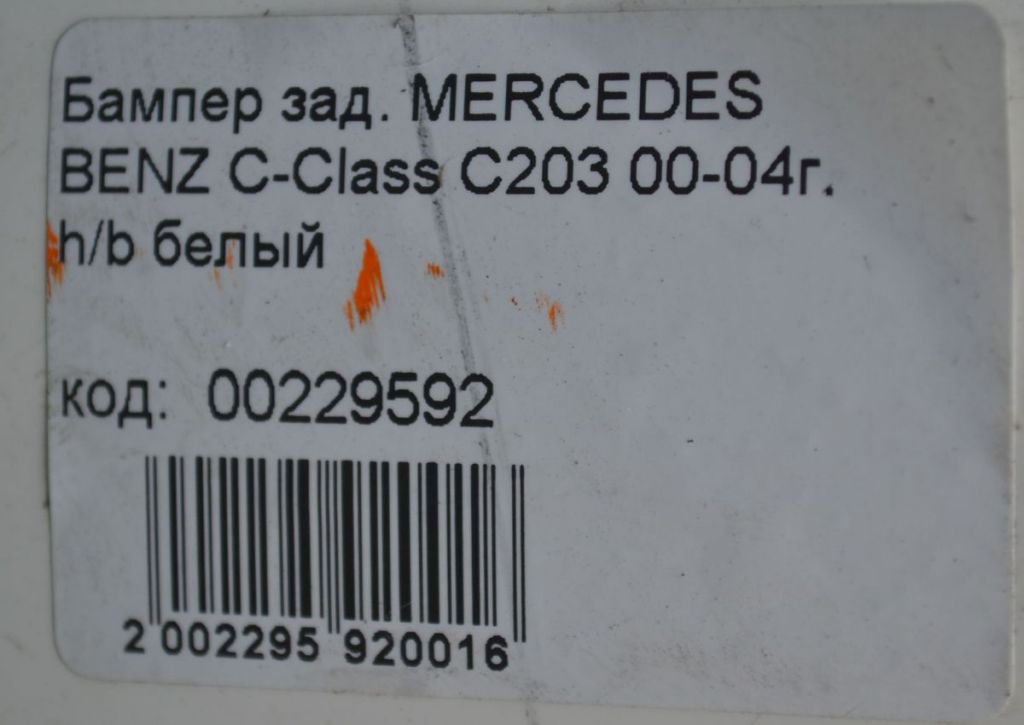 Бампер зад. MERCEDES
BENZ C-Class C203 00-04г.
h/b белый
код: 00229592
2 002295 920016